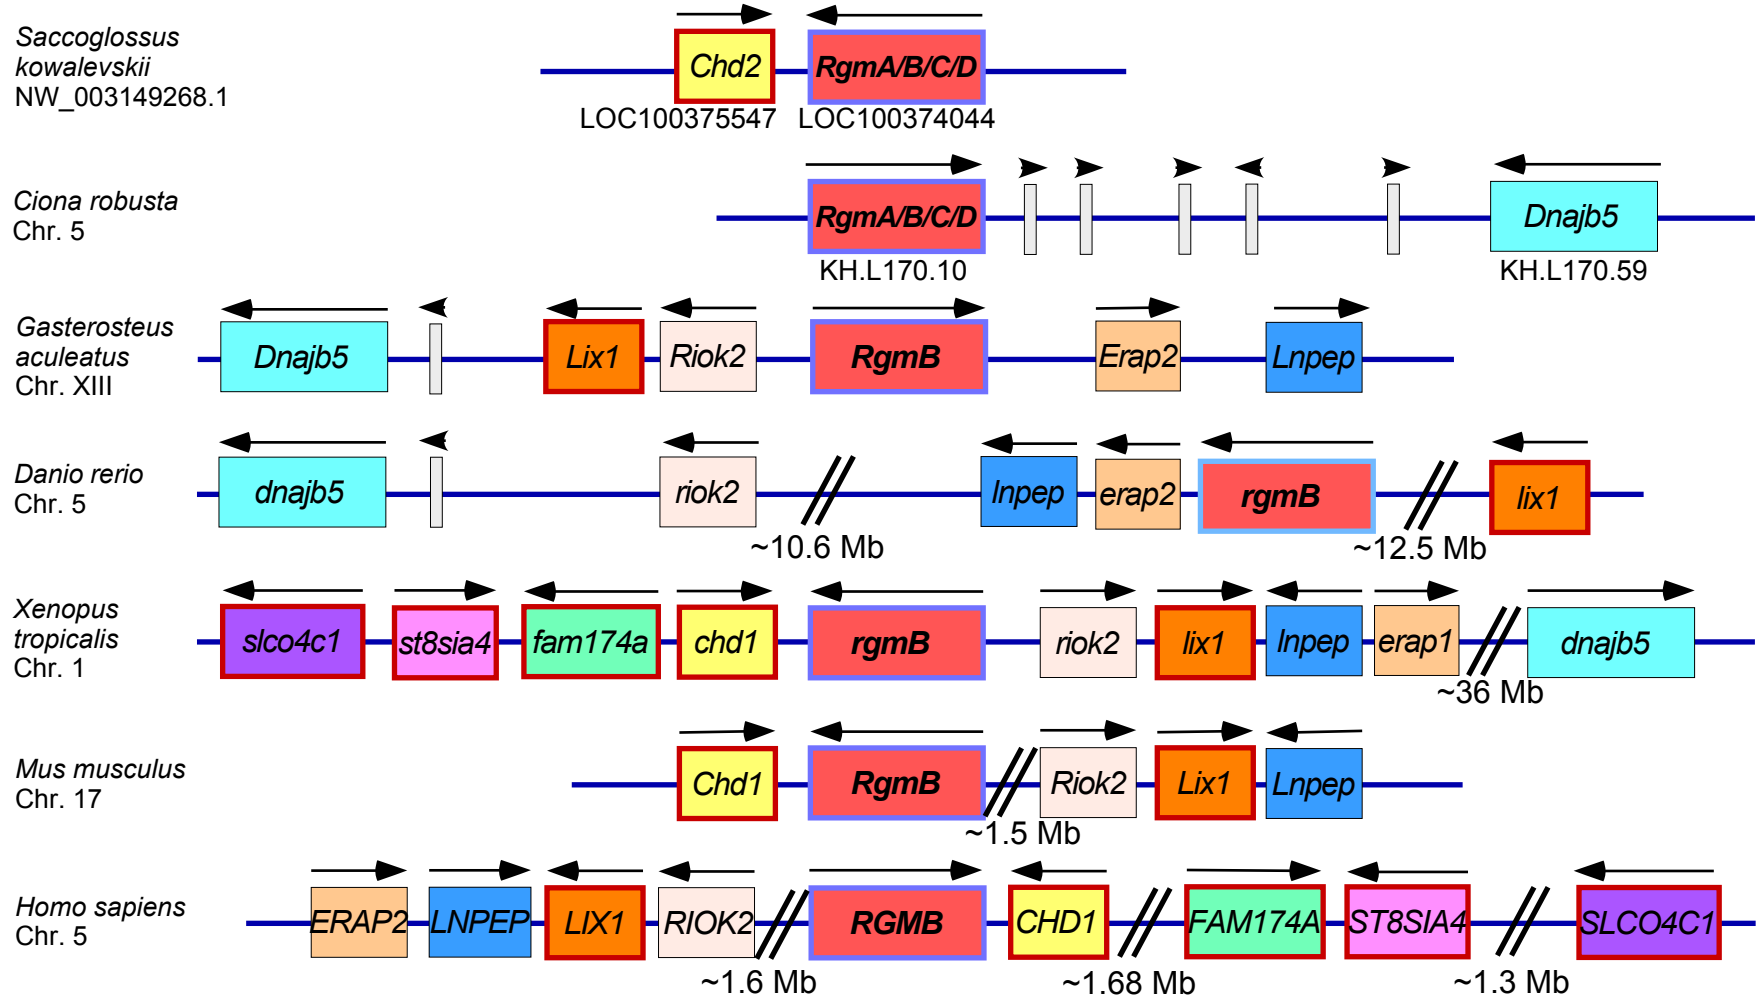 Saccoglossus
kowalevskii
NW_003149268.1
Chd2 RgmA/B/C/D
LOC100375547 LOC100374044
Ciona robusta
Chr. 5
RgmA/B/C/D Dnajb5
KH.L170.10 KH.L170.59
Gasterosteus
aculeatus
Chr. XIII
Dnajb5 Lix1 Riok2 RgmB Erap2 Lnpep
Danio rerio
Chr. 5
dnajb5 riok2 lnpep erap2 rgmB lix1
~10.6 Mb ~12.5 Mb
Xenopus
tropicalis
Chr. 1
slco4c1 st8sia4 fam174a chd1 rgmB riok2 lix1 lnpep erap1 dnajb5
~36 Mb
Mus musculus
Chr. 17
Chd1 RgmB Riok2 Lix1 Lnpep
~1.5 Mb
Homo sapiens
Chr. 5
ERAP2 LNPEP LIX1 RIOK2 RGMB CHD1 FAM174A ST8SIA4 SLCO4C1
~1.6 Mb ~1.68 Mb ~1.3 Mb